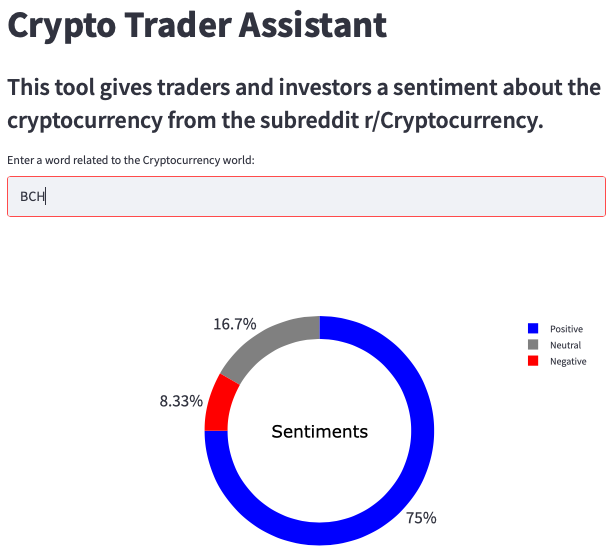 Crypto Trader Assistant
This tool gives traders and investors a sentiment about the
cryptocurrency from the subreddit r/Cryptocurrency.
Enter a word related to the Cryptocurrency world:
BCH
16.7%
Positive
Neutral
Negative
8.33%
Sentiments
75%